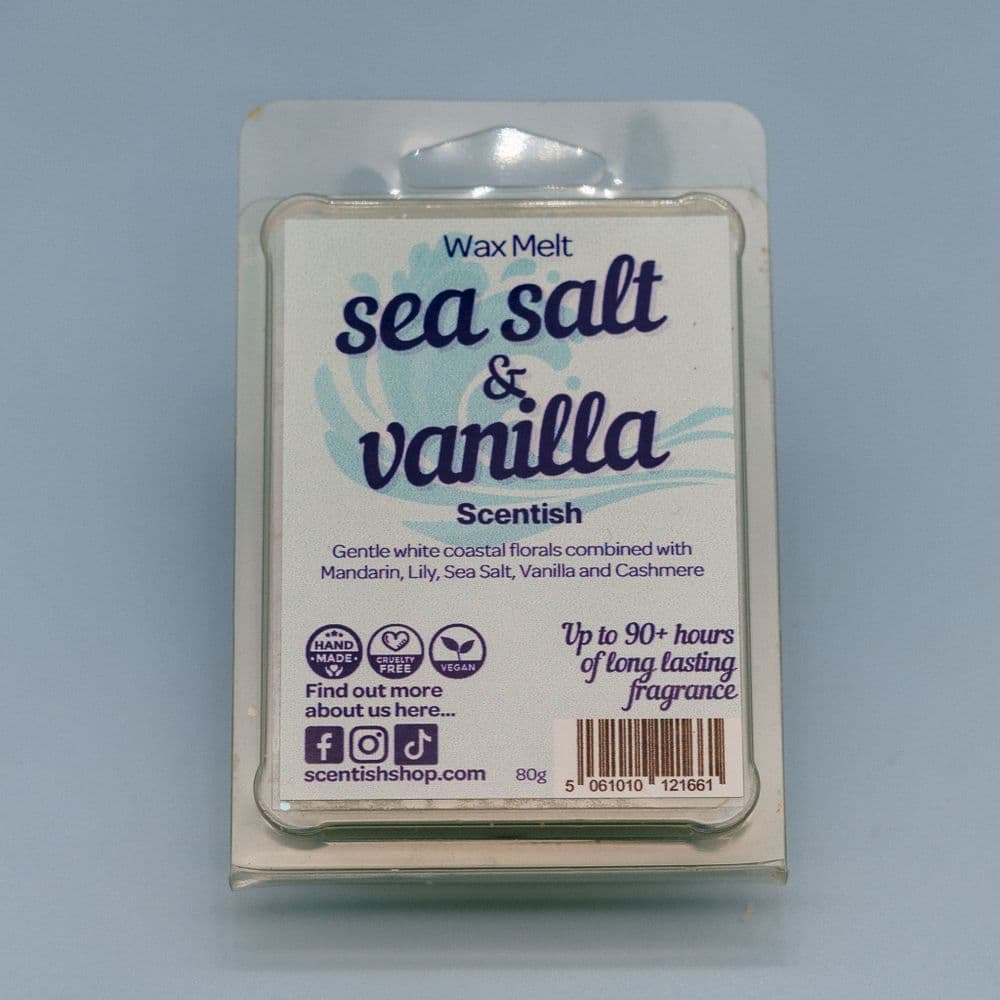 Wax Melt
sea salt
&
vanilla
Scentish
Gentle white coastal florals combined with
Mandarin, Lily, Sea Salt, Vanilla and Cashmere
HAND
MADE
CRUELTY
FREE
VEGAN
Up to 90+ hours
of long lasting
fragrance
Find out more
about us here...
scentishshop.com
80g
5 061010 121661